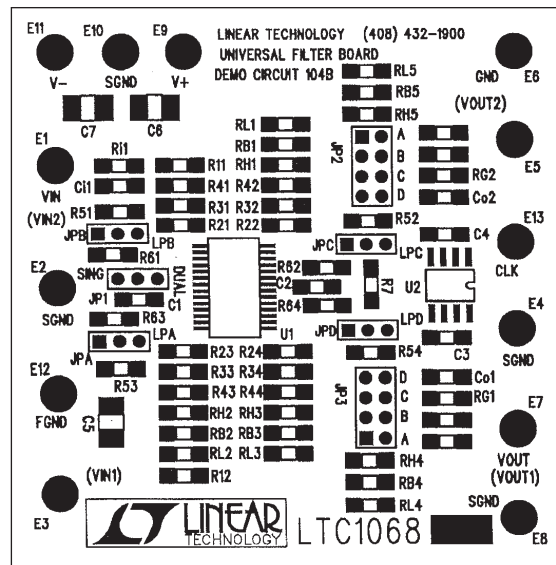 LINEAR TECHNOLOGY (408) 432-1900
UNIVERSAL FILTER BOARD
DEMO CIRCUIT 104B
E11
E10
E9
V-
SGND
V+
C7
C6
RL5
RB5
RH5
GND
E6
(VOUT2)
E1
VIN
(VIN2)
Ri1
Ci1
R51
R11
R41
R31
R21
RL1
RB1
RH1
R42
R32
R22
JP2
A
B
C
D
RG2
Co2
E5
R52
JPB
LPB
R61
JPC
LPC
C4
E13
CLK
E2
SGND
SING
DUAL
JP1
C1
R63
R62
C2
R64
R7
U2
JPA
LPA
U1
JPD
LPD
C3
E4
SGND
R53
R23
R24
R54
E12
FGND
C5
R33
R34
R43
R44
RH2
RH3
RB2
RB3
RL2
RL3
R12
JP3
D
C
B
A
Co1
RG1
E7
VOUT
(VOUT1)
(VIN1)
E3
RH4
RB4
RL4
SGND
E8
LINEAR
TECHNOLOGY
LTC1068